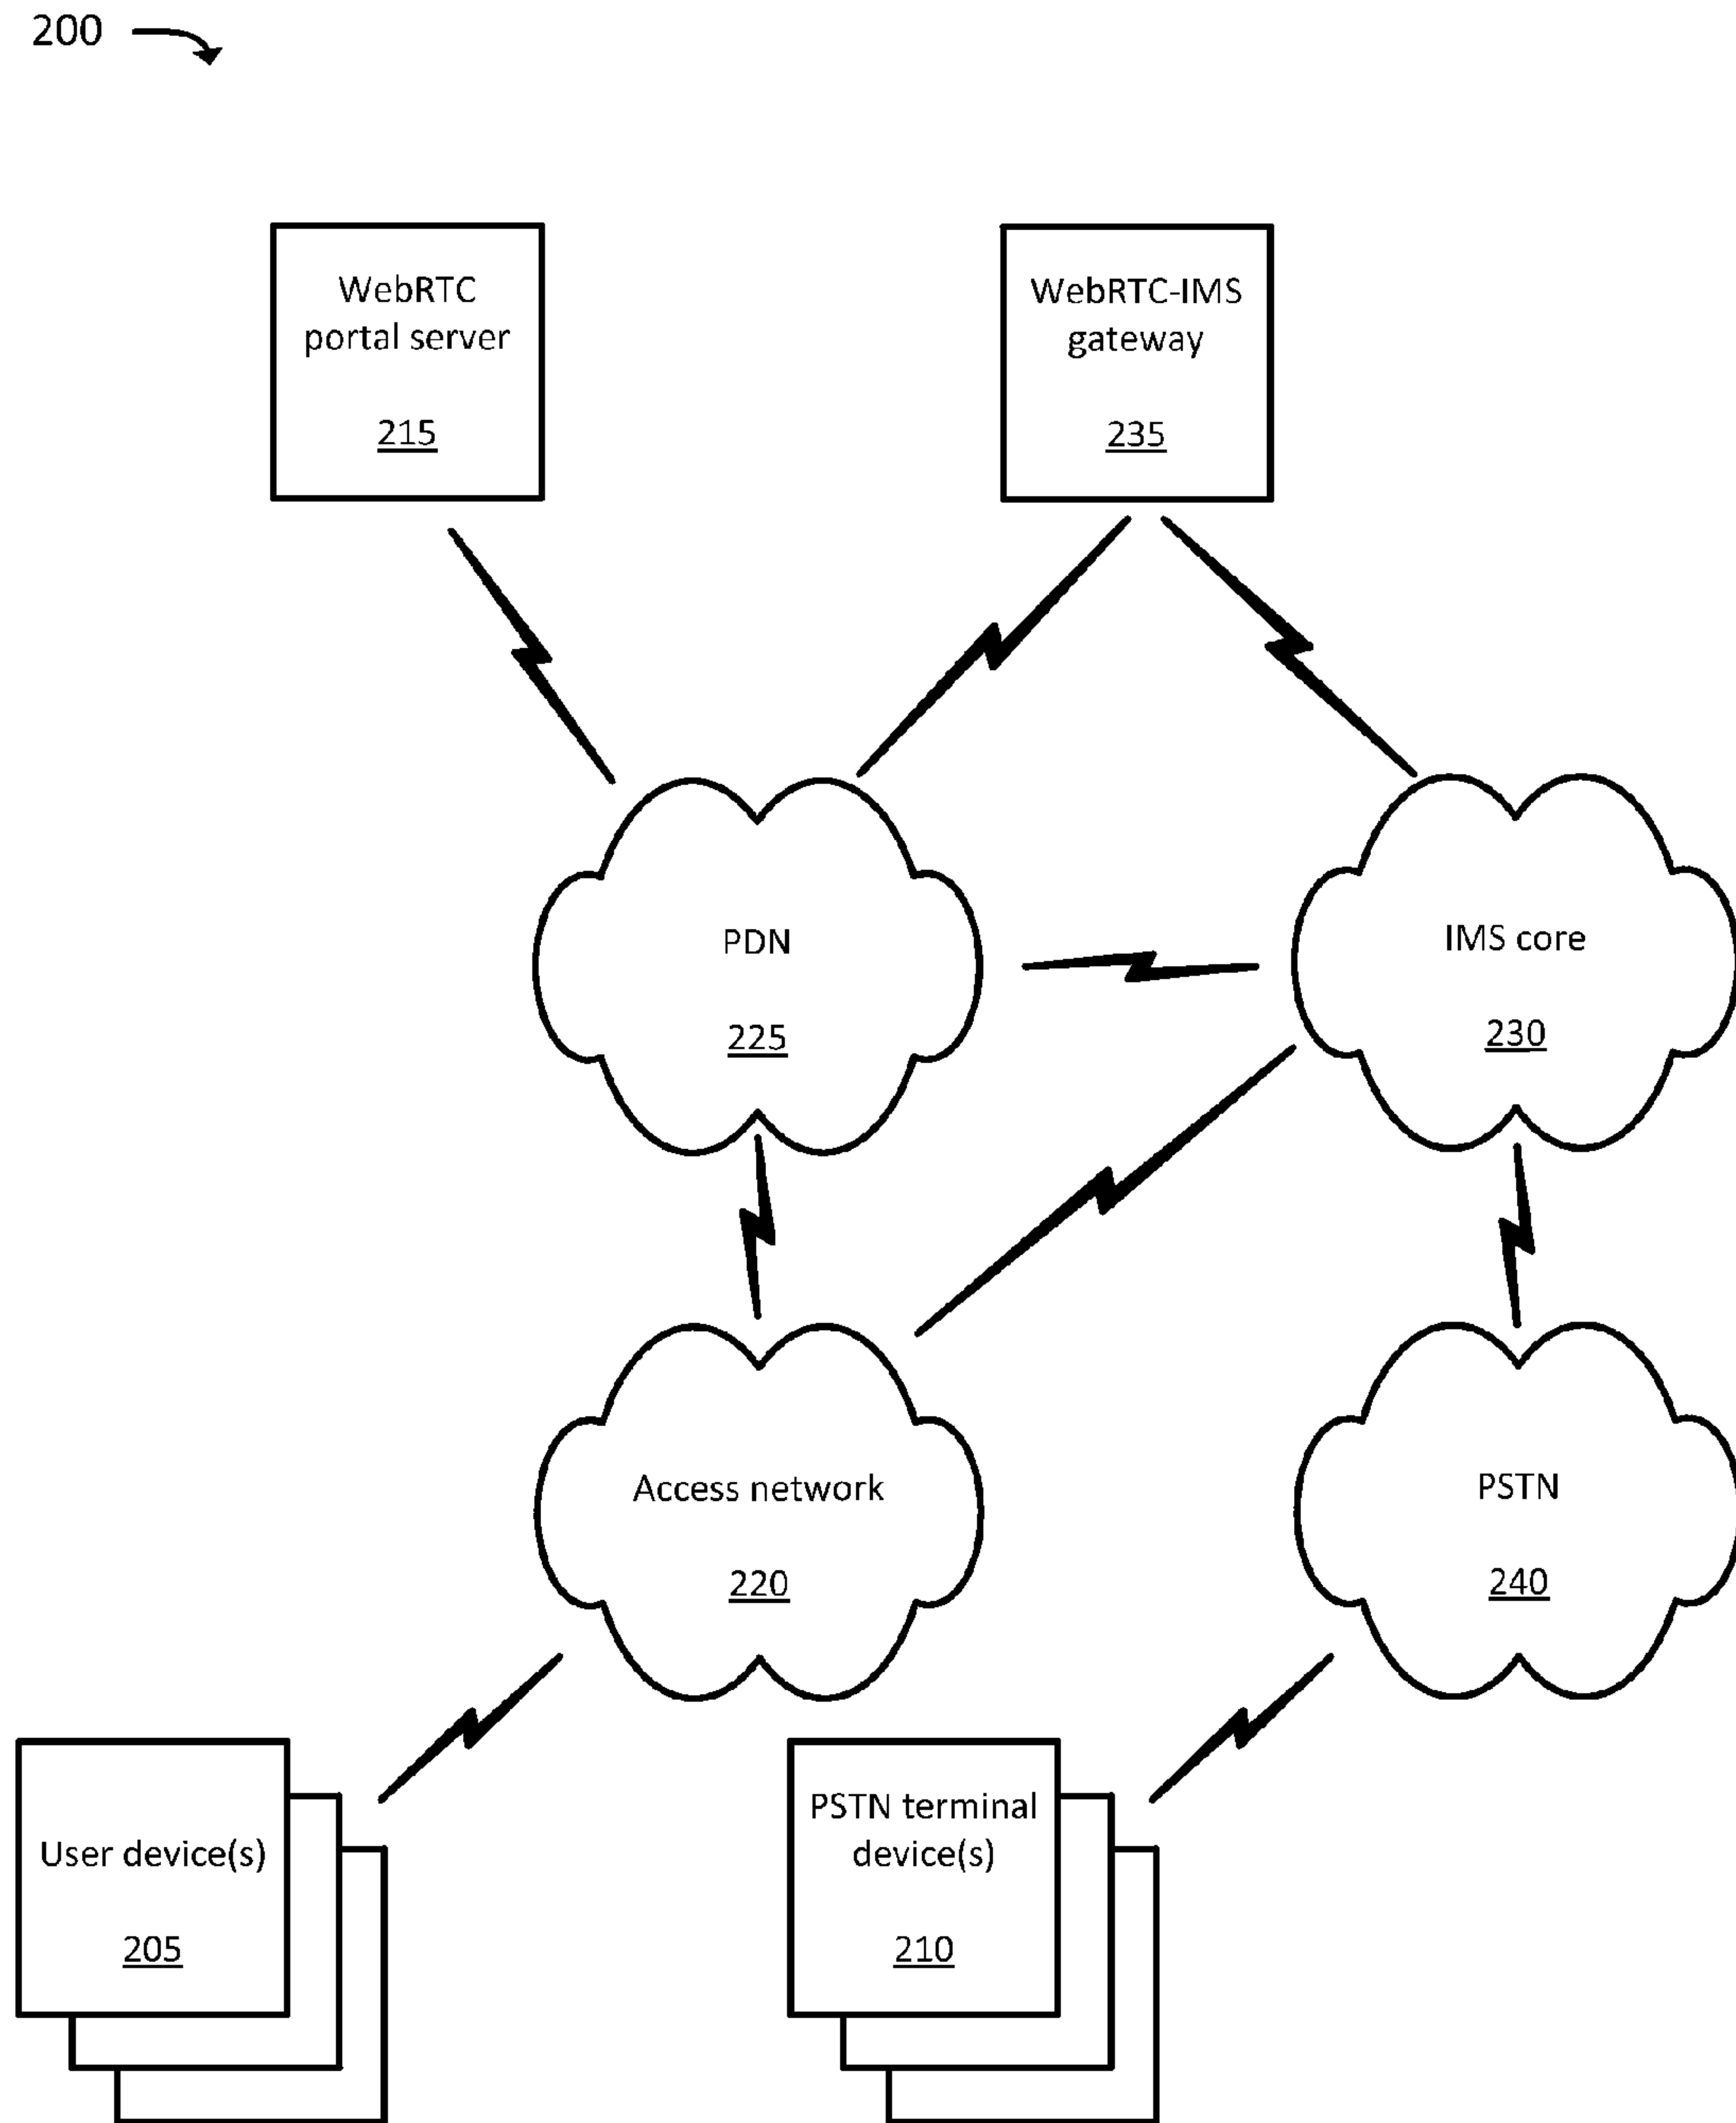 200
WebRTC
portal server
215
WebRTC-IMS
gateway
235
PDN
225
IMS core
230
Access network
220
PSTN
240
User device(s)
205
PSTN terminal
device(s)
210